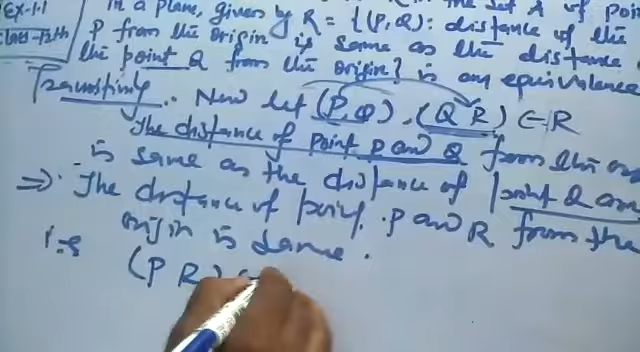 Ex-1.1
Class-12th
in a plane, given by R = {(P,Q): distance of the
P from the origin is same as the distance
the point Q from the origin} is an equivalence
Transitivity.. Now let (P,Q), (Q R) ∈ R
The distance of point P and Q from the
is same as the distance of point Q and
=> The distance of point P and R from the
origin is same.
i.e (P R)